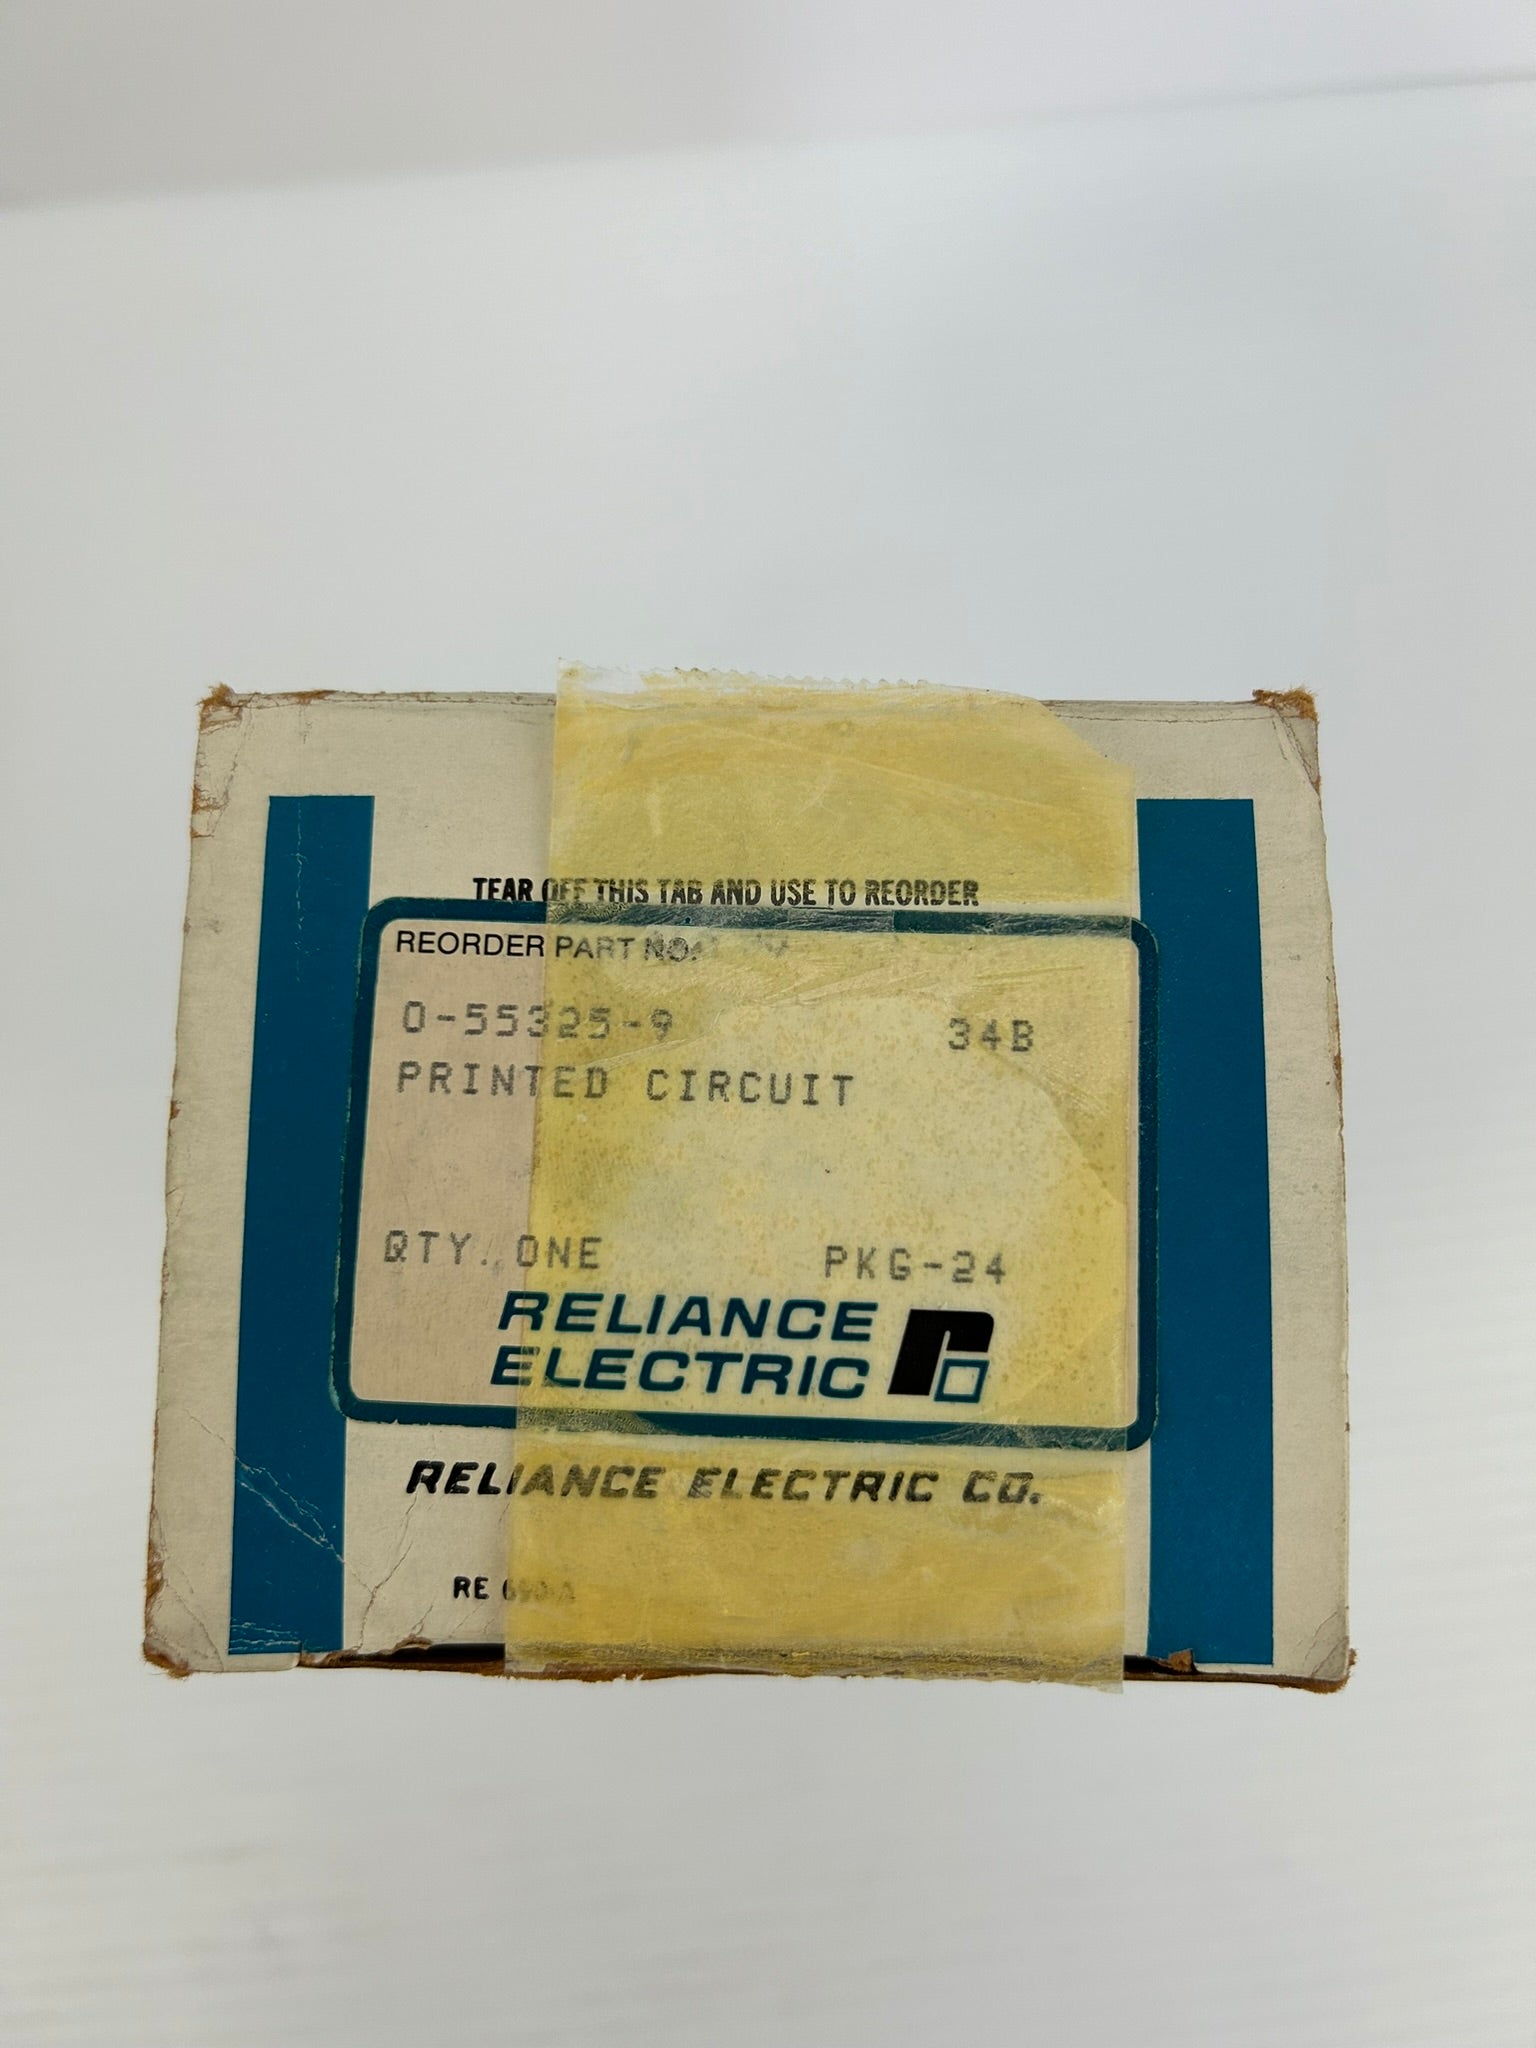 TEAR OFF THIS TAB AND USE TO REORDER
REORDER PART NO.
0-55325-9 34B
PRINTED CIRCUIT
QTY. ONE PKG-24
RELIANCE
ELECTRIC
RELIANCE ELECTRIC CO.
RE